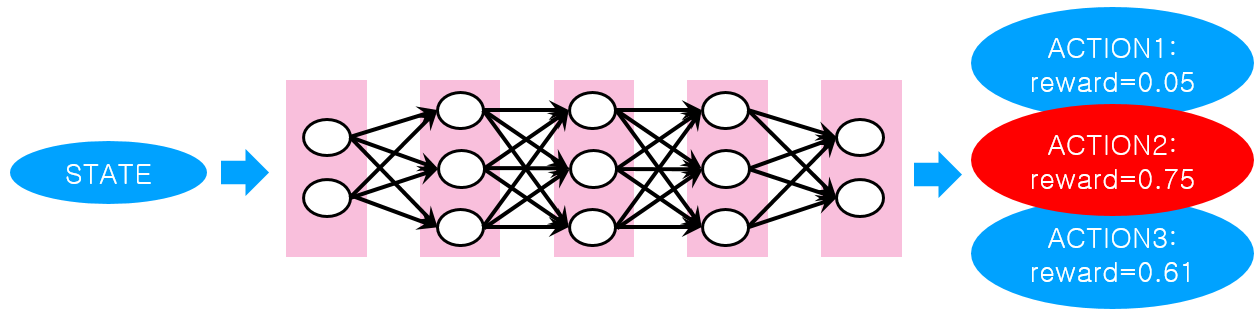 STATE
ACTION1:
reward=0.05
ACTION2:
reward=0.75
ACTION3:
reward=0.61